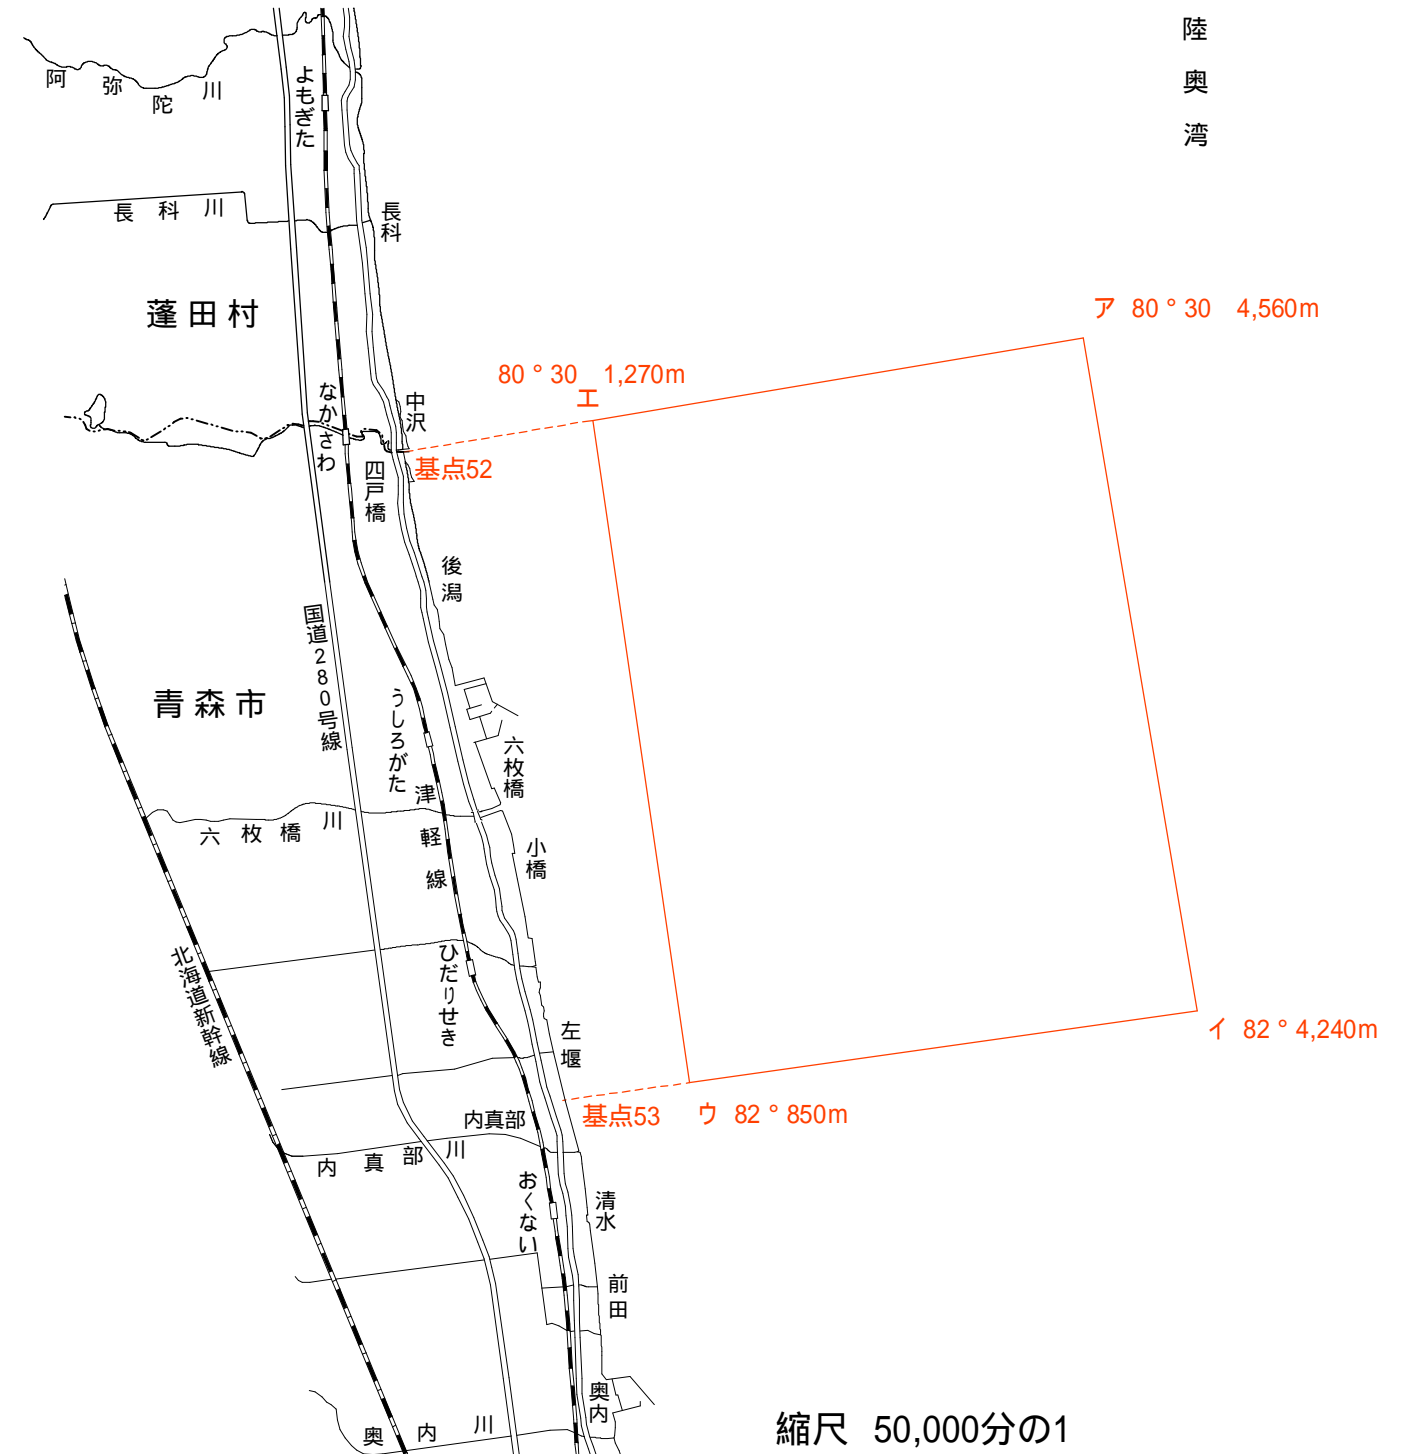 陸奥湾
阿弥陀川
よもぎた
長科川
長科
蓬田村
ア 80°30 4,560m
80°30 1,270m
エ
中沢
なかさわ
基点52
四戸橋
後潟
国道280号線
青森市
うしろがた
六枚橋
津軽線
六枚橋川
小橋
ひだりせき
北海道新幹線
左堰
イ 82°4,240m
基点53
ウ 82°850m
内真部
内真部川
おくない
清水
前田
奥内
奥内川
縮尺 50,000分の1